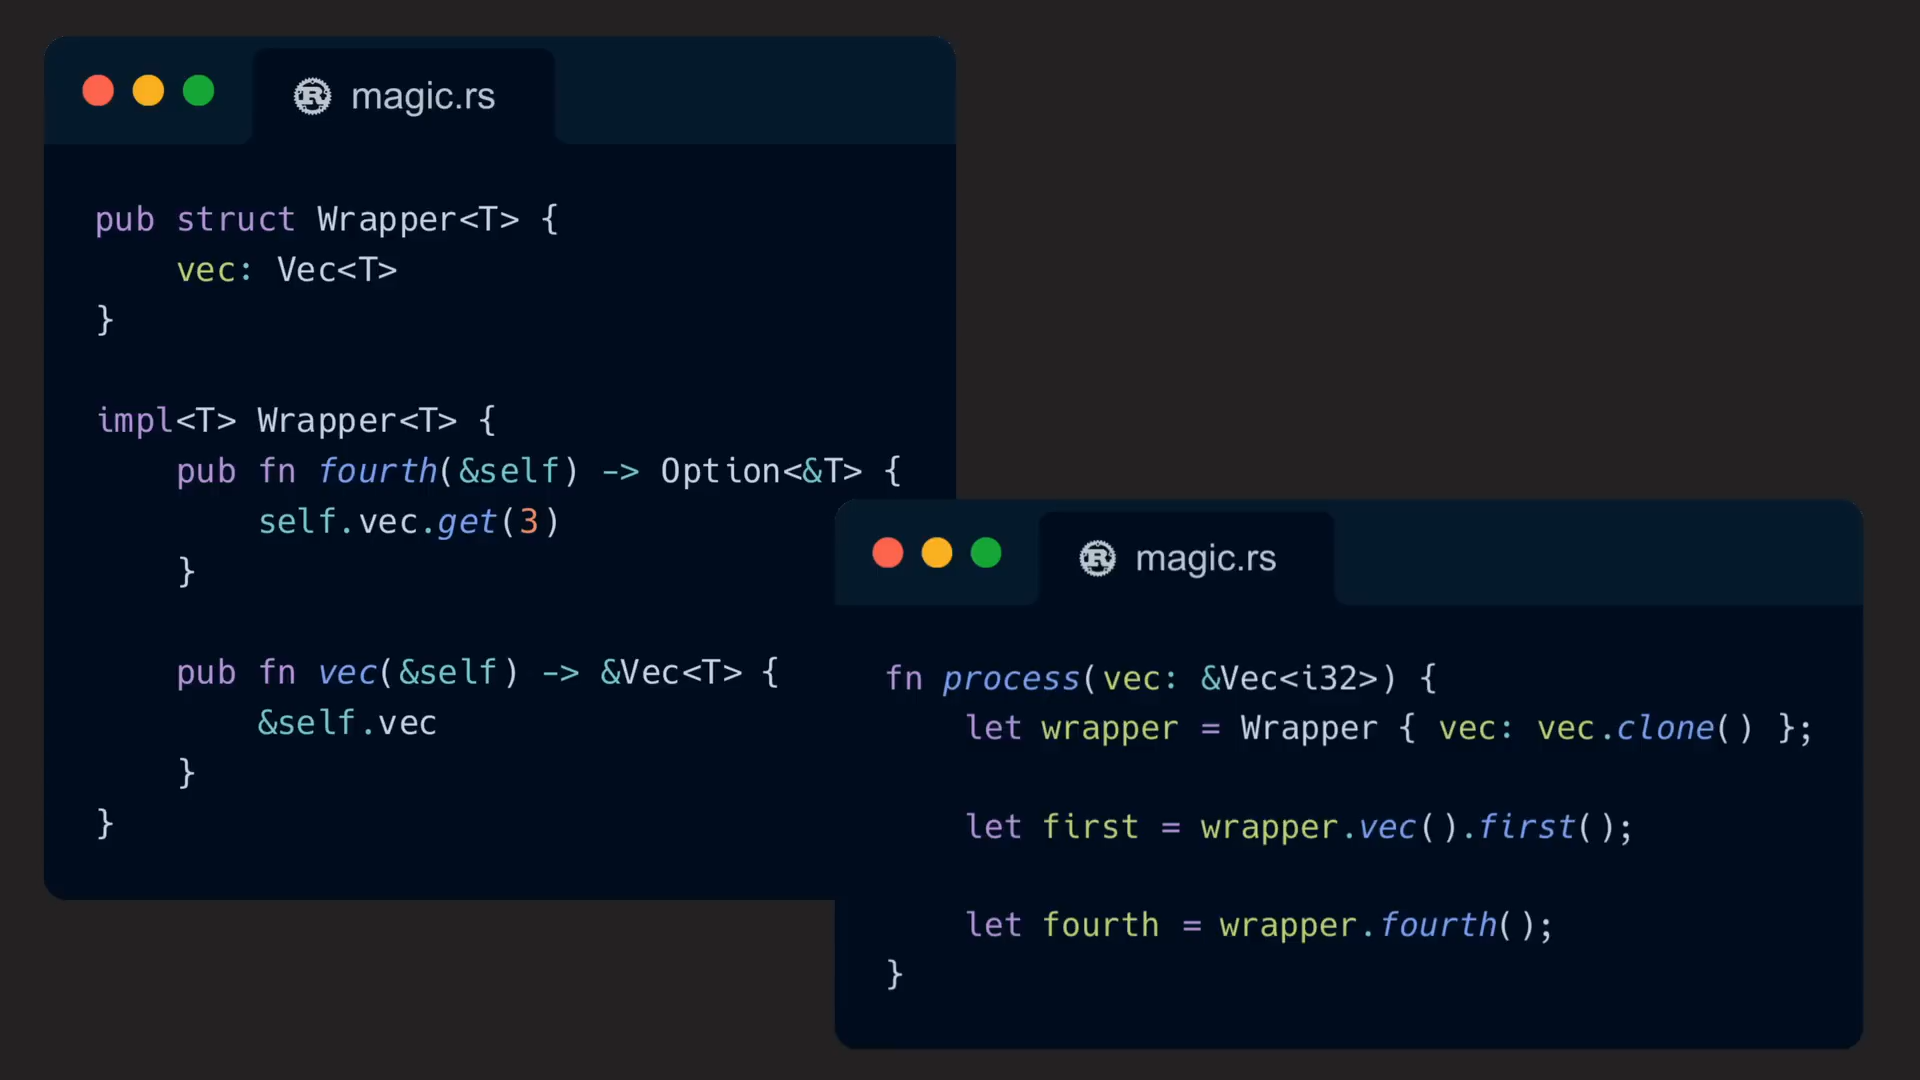 magic.rs
pub struct Wrapper<T> {
    vec: Vec<T>
}
impl<T> Wrapper<T> {
    pub fn fourth(&self) -> Option<&T> {
        self.vec.get(3)
    }
    pub fn vec(&self) -> &Vec<T> {
        &self.vec
    }
}
magic.rs
fn process(vec: &Vec<i32>) {
    let wrapper = Wrapper { vec: vec.clone() };
    let first = wrapper.vec().first();
    let fourth = wrapper.fourth();
}